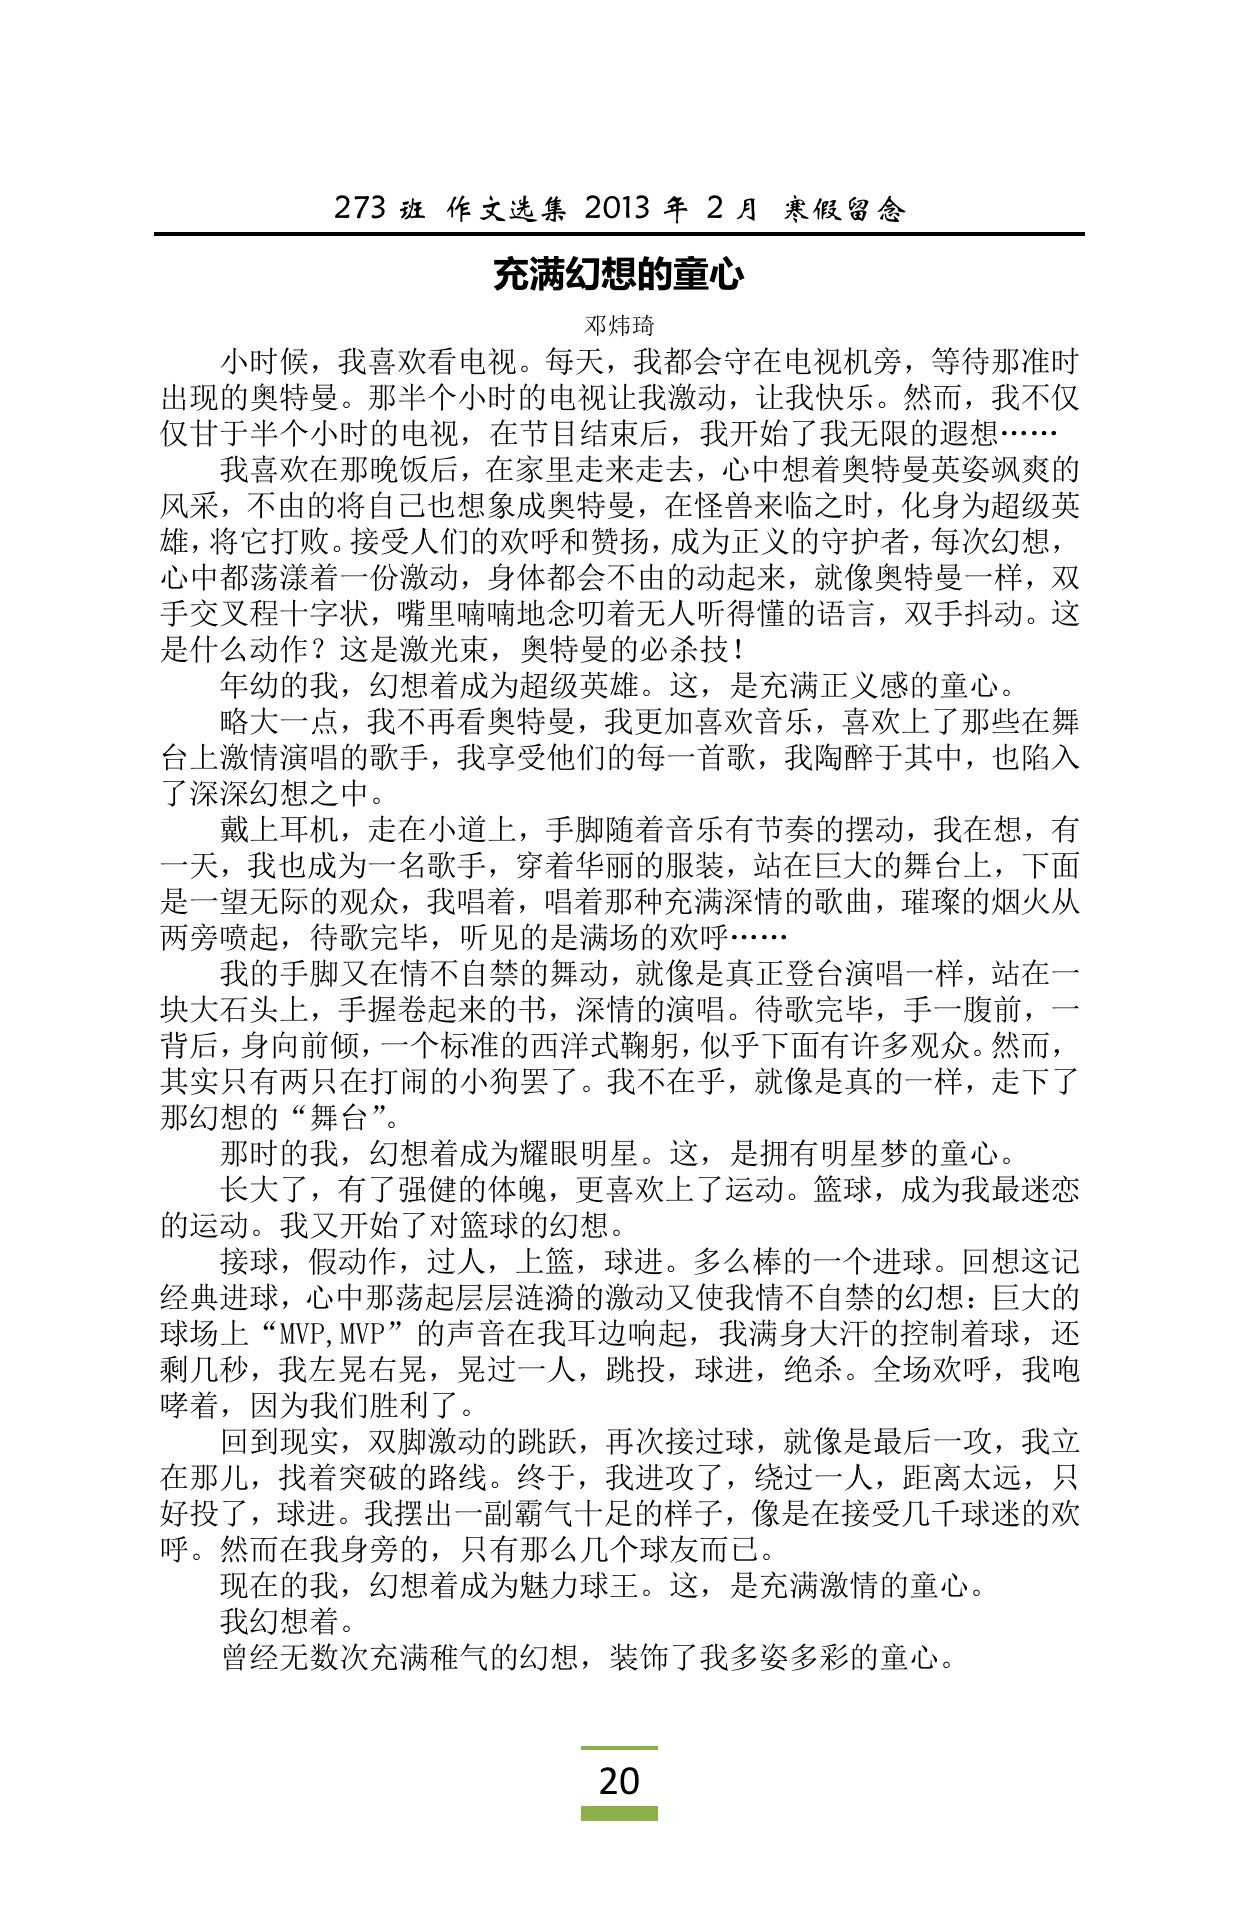 273 班 作文选集 2013 年 2 月 寒假留念
充满幻想的童心
邓炜琦
小时候，我喜欢看电视。每天，我都会守在电视机旁，等待那准时
出现的奥特曼。那半个小时的电视让我激动，让我快乐。然而，我不仅
仅甘于半个小时的电视，在节目结束后，我开始了我无限的遐想……
我喜欢在那晚饭后，在家里走来走去，心中想着奥特曼英姿飒爽的
风采，不由的将自己也想象成奥特曼，在怪兽来临之时，化身为超级英
雄，将它打败。接受人们的欢呼和赞扬，成为正义的守护者，每次幻想，
心中都荡漾着一份激动，身体都会不由的动起来，就像奥特曼一样，双
手交叉程十字状，嘴里喃喃地念叨着无人听得懂的语言，双手抖动。这
是什么动作？这是激光束，奥特曼的必杀技！
年幼的我，幻想着成为超级英雄。这，是充满正义感的童心。
略大一点，我不再看奥特曼，我更加喜欢音乐，喜欢上了那些在舞
台上激情演唱的歌手，我享受他们的每一首歌，我陶醉于其中，也陷入
了深深幻想之中。
戴上耳机，走在小道上，手脚随着音乐有节奏的摆动，我在想，有
一天，我也成为一名歌手，穿着华丽的服装，站在巨大的舞台上，下面
是一望无际的观众，我唱着，唱着那种充满深情的歌曲，璀璨的烟火从
两旁喷起，待歌完毕，听见的是满场的欢呼……
我的手脚又在情不自禁的舞动，就像是真正登台演唱一样，站在一
块大石头上，手握卷起来的书，深情的演唱。待歌完毕，手一腹前，一
背后，身向前倾，一个标准的西洋式鞠躬，似乎下面有许多观众。然而，
其实只有两只在打闹的小狗罢了。我不在乎，就像是真的一样，走下了
那幻想的“舞台”。
那时的我，幻想着成为耀眼明星。这，是拥有明星梦的童心。
长大了，有了强健的体魄，更喜欢上了运动。篮球，成为我最迷恋
的运动。我又开始了对篮球的幻想。
接球，假动作，过人，上篮，球进。多么棒的一个进球。回想这记
经典进球，心中那荡起层层涟漪的激动又使我情不自禁的幻想：巨大的
球场上“MVP,MVP”的声音在我耳边响起，我满身大汗的控制着球，还
剩几秒，我左晃右晃，晃过一人，跳投，球进，绝杀。全场欢呼，我咆
哮着，因为我们胜利了。
回到现实，双脚激动的跳跃，再次接过球，就像是最后一攻，我立
在那儿，找着突破的路线。终于，我进攻了，绕过一人，距离太远，只
好投了，球进。我摆出一副霸气十足的样子，像是在接受几千球迷的欢
呼。然而在我身旁的，只有那么几个球友而已。
现在的我，幻想着成为魅力球王。这，是充满激情的童心。
我幻想着。
曾经无数次充满稚气的幻想，装饰了我多姿多彩的童心。
20